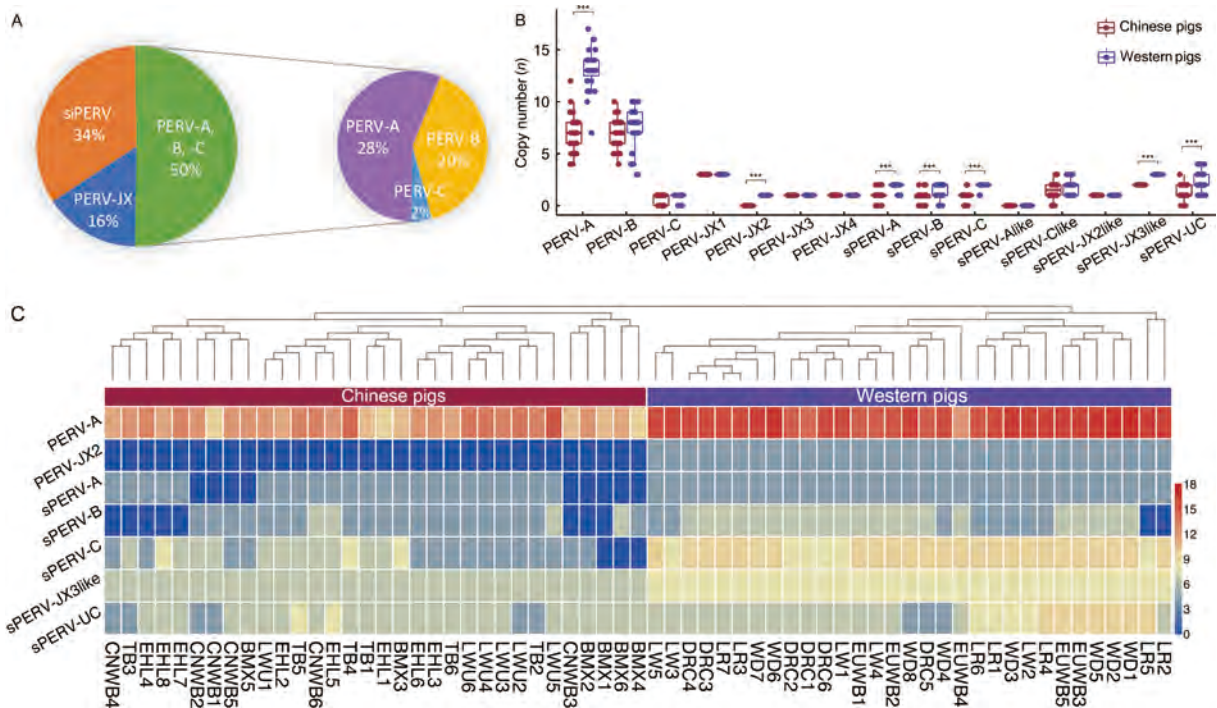 A
siPERV
34%
PERV-A,
-B, -C
50%
PERV-JX
16%
PERV-A
28%
PERV-B
20%
PERV-C
2%
B
Copy number (n)
15
10
5
0
***
***
***
***
***
***
***
Chinese pigs
Western pigs
PERV-A
PERV-B
PERV-C
PERV-JX1
PERV-JX2
PERV-JX3
PERV-JX4
sPERV-A
sPERV-B
sPERV-C
sPERV-Alike
sPERV-Clike
sPERV-JX2like
sPERV-JX3like
sPERV-UC
C
Chinese pigs
Western pigs
PERV-A
PERV-JX2
sPERV-A
sPERV-B
sPERV-C
sPERV-JX3like
sPERV-UC
18
15
12
9
6
3
0
CNWB4
TB3
EHL4
EHL8
EHL7
CNWB2
CNWB1
CNWB5
BMX5
LWU1
EHL2
TB5
CNWB6
EHL5
TB4
TB1
EHL1
BMX3
EHL6
EHL3
TB6
LWU6
LWU4
LWU3
LWU2
TB2
LWU5
CNWB3
BMX2
BMX1
BMX6
BMX4
LW5
LW3
DRC4
DRC3
LR7
LR3
WD7
WD6
DRC2
DRC1
DRC6
LW1
EUWB1
LW4
EUWB2
WD8
DRC5
WD4
EUWB4
LR6
LR1
WD3
LW2
LR4
EUWB5
EUWB3
WD5
WD2
WD1
LR5
LR2